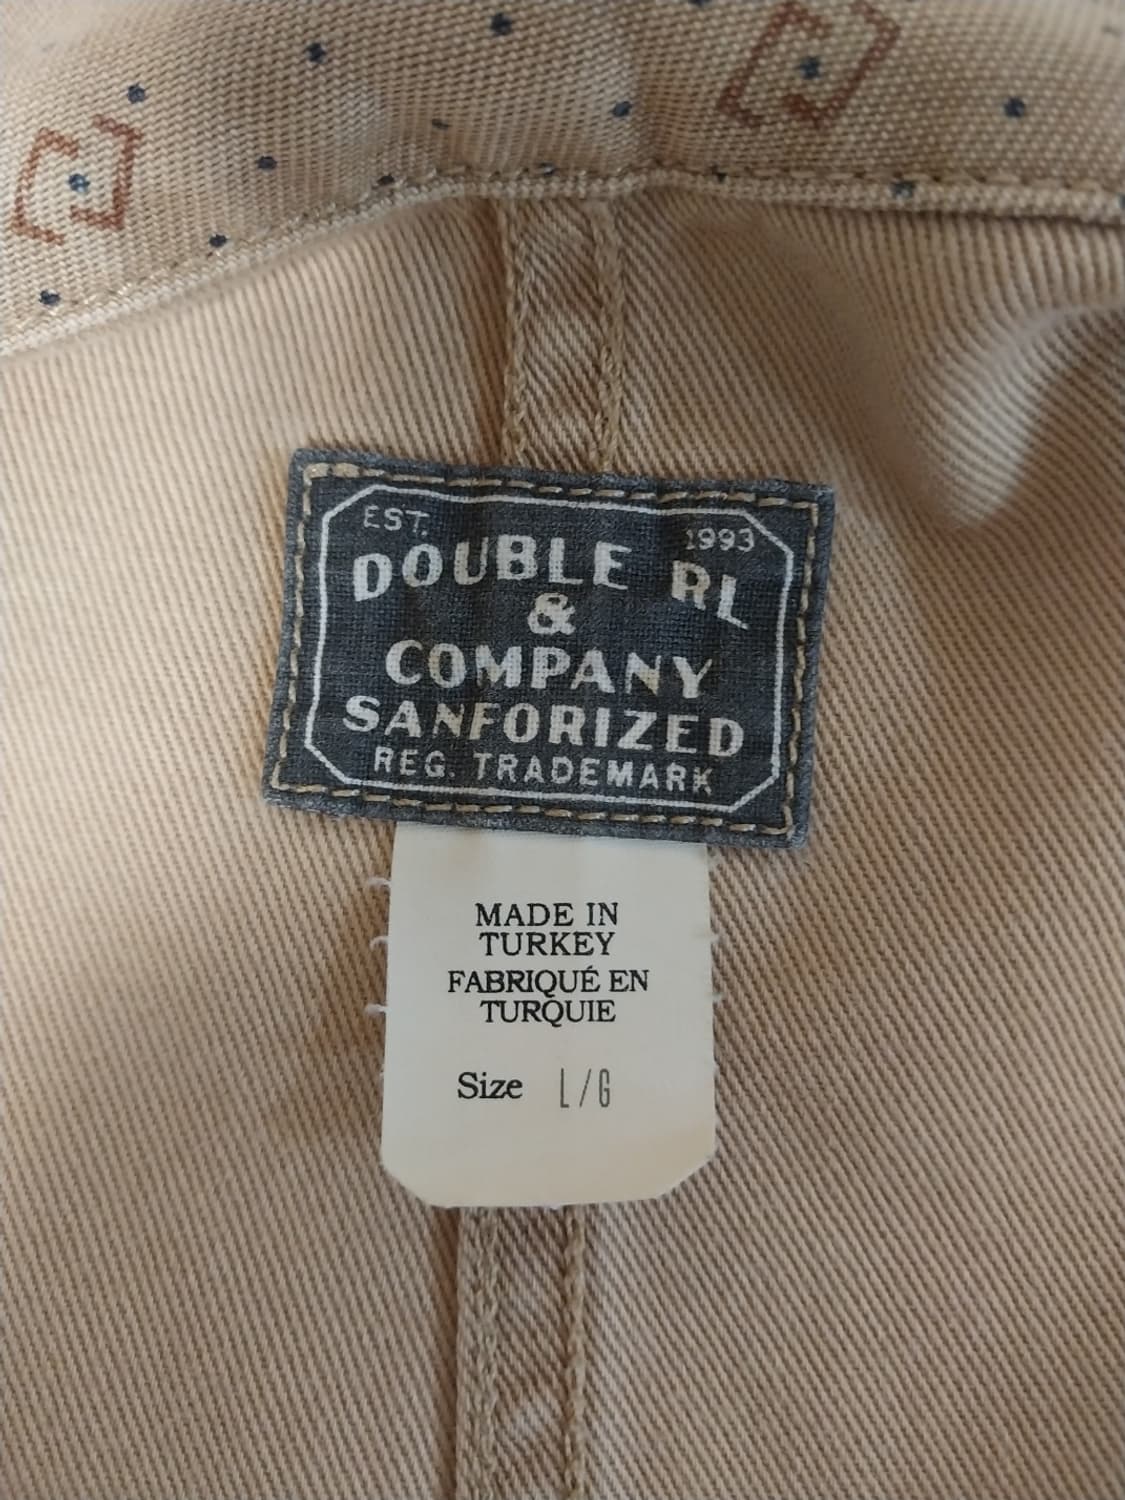 EST. 1993
DOUBLE RL
&
COMPANY
SANFORIZED
REG. TRADEMARK
MADE IN
TURKEY
FABRIQUÉ EN
TURQUIE
Size L/G